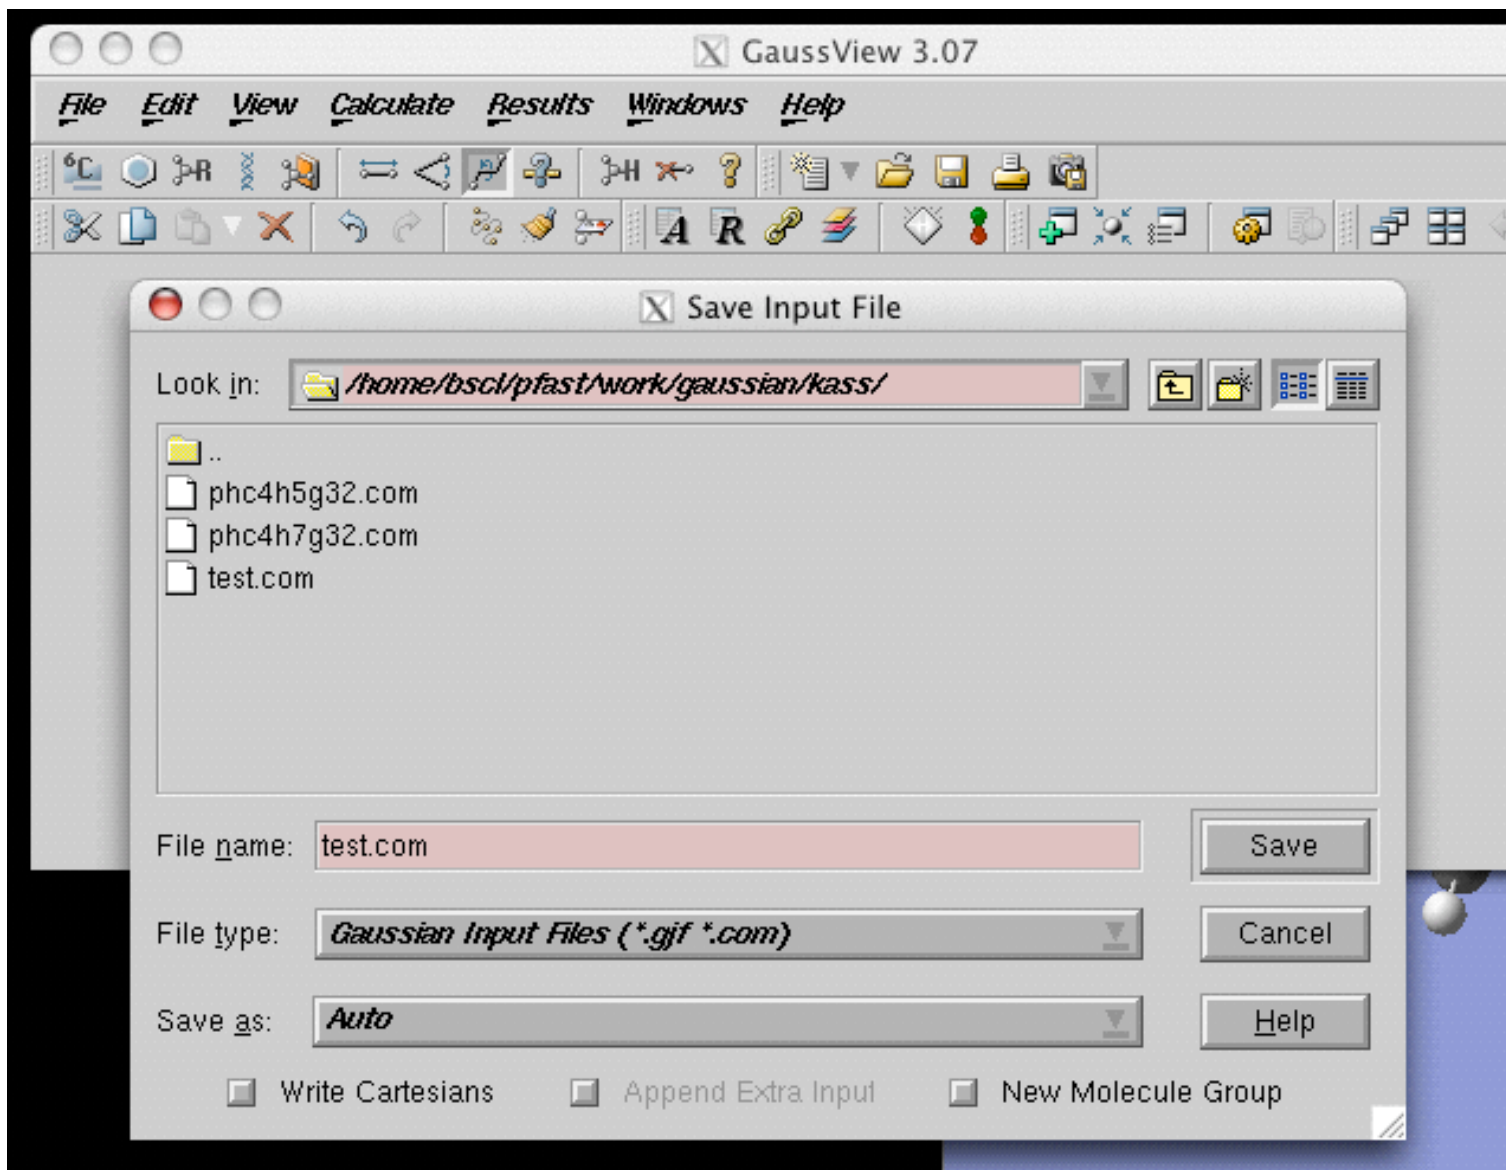 GaussView 3.07
File Edit View Calculate Results Windows Help
6C R H ?
A R
Save Input File
Look in: /home/bscl/pfast/work/gaussian/kass/
..
phc4h5g32.com
phc4h7g32.com
test.com
File name: test.com Save
File type: Gaussian Input Files (*.gjf *.com) Cancel
Save as: Auto Help
Write Cartesians Append Extra Input New Molecule Group